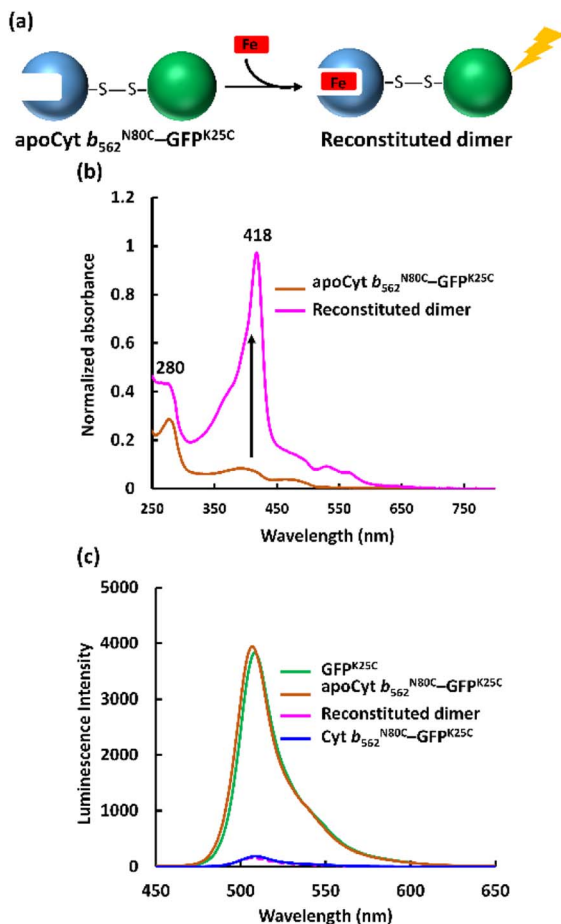 (a)
Fe
Fe
S
S
S
S
apoCyt b562N80C–GFPK25C
Reconstituted dimer
(b)
1.2
1
0.8
0.6
0.4
0.2
0
Normalized absorbance
418
280
apoCyt b562N80C–GFPK25C
Reconstituted dimer
250
350
450
550
650
750
Wavelength (nm)
(c)
5000
4000
3000
2000
1000
0
Luminescence Intensity
GFPK25C
apoCyt b562N80C–GFPK25C
Reconstituted dimer
Cyt b562N80C–GFPK25C
450
500
550
600
650
Wavelength (nm)